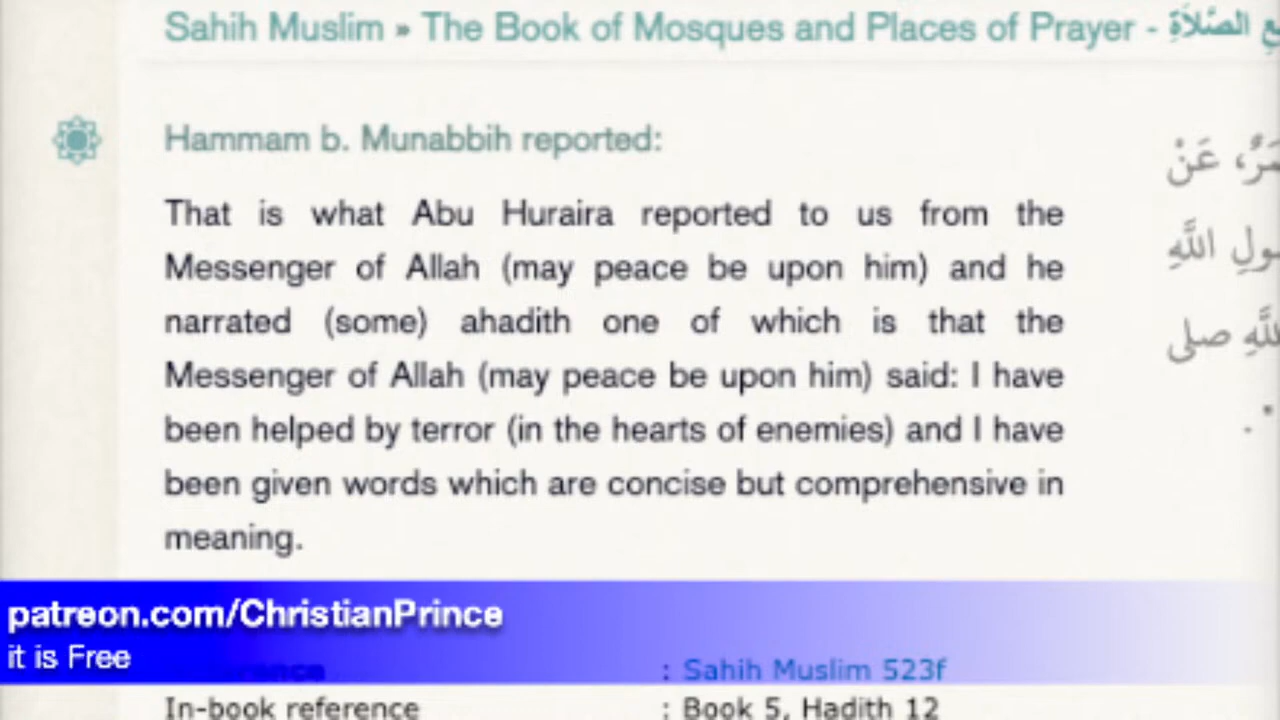 Sahih Muslim » The Book of Mosques and Places of Prayer - الصَّلاَةِ
Hammam b. Munabbih reported:
That is what Abu Huraira reported to us from the
Messenger of Allah (may peace be upon him) and he
narrated (some) ahadith one of which is that the
Messenger of Allah (may peace be upon him) said: I have
been helped by terror (in the hearts of enemies) and I have
been given words which are concise but comprehensive in
meaning.
عَنْ
اللَّهِ
صلى
patreon.com/ChristianPrince
it is Free
: Sahih Muslim 523f
In-book reference : Book 5, Hadith 12